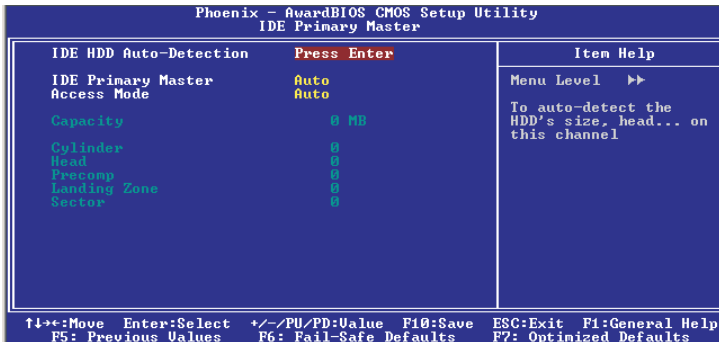 Phoenix - AwardBIOS CMOS Setup Utility
IDE Primary Master
IDE HDD Auto-Detection Press Enter
Item Help
IDE Primary Master Auto
Access Mode Auto
Menu Level ▶▶
To auto-detect the
HDD's size, head... on
this channel
Capacity 0 MB
Cylinder 0
Head 0
Precomp 0
Landing Zone 0
Sector 0
↑↓→←:Move Enter:Select +/-/PU/PD:Value F10:Save ESC:Exit F1:General Help
F5: Previous Values F6: Fail-Safe Defaults F7: Optimized Defaults